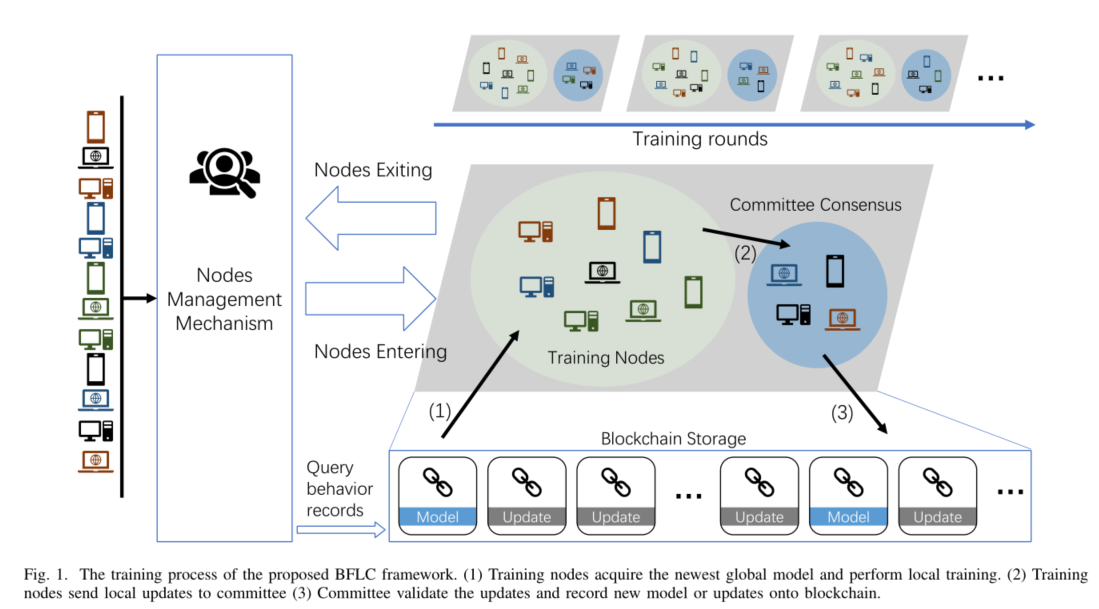 Training rounds
Nodes Exiting
Committee Consensus
(2)
Nodes
Management
Mechanism
Nodes Entering
Training Nodes
(1)
(3)
Blockchain Storage
Query
behavior
records
Model
Update
Update
...
Update
Model
Update
...
Fig. 1. The training process of the proposed BFLC framework. (1) Training nodes acquire the newest global model and perform local training. (2) Training
nodes send local updates to committee (3) Committee validate the updates and record new model or updates onto blockchain.